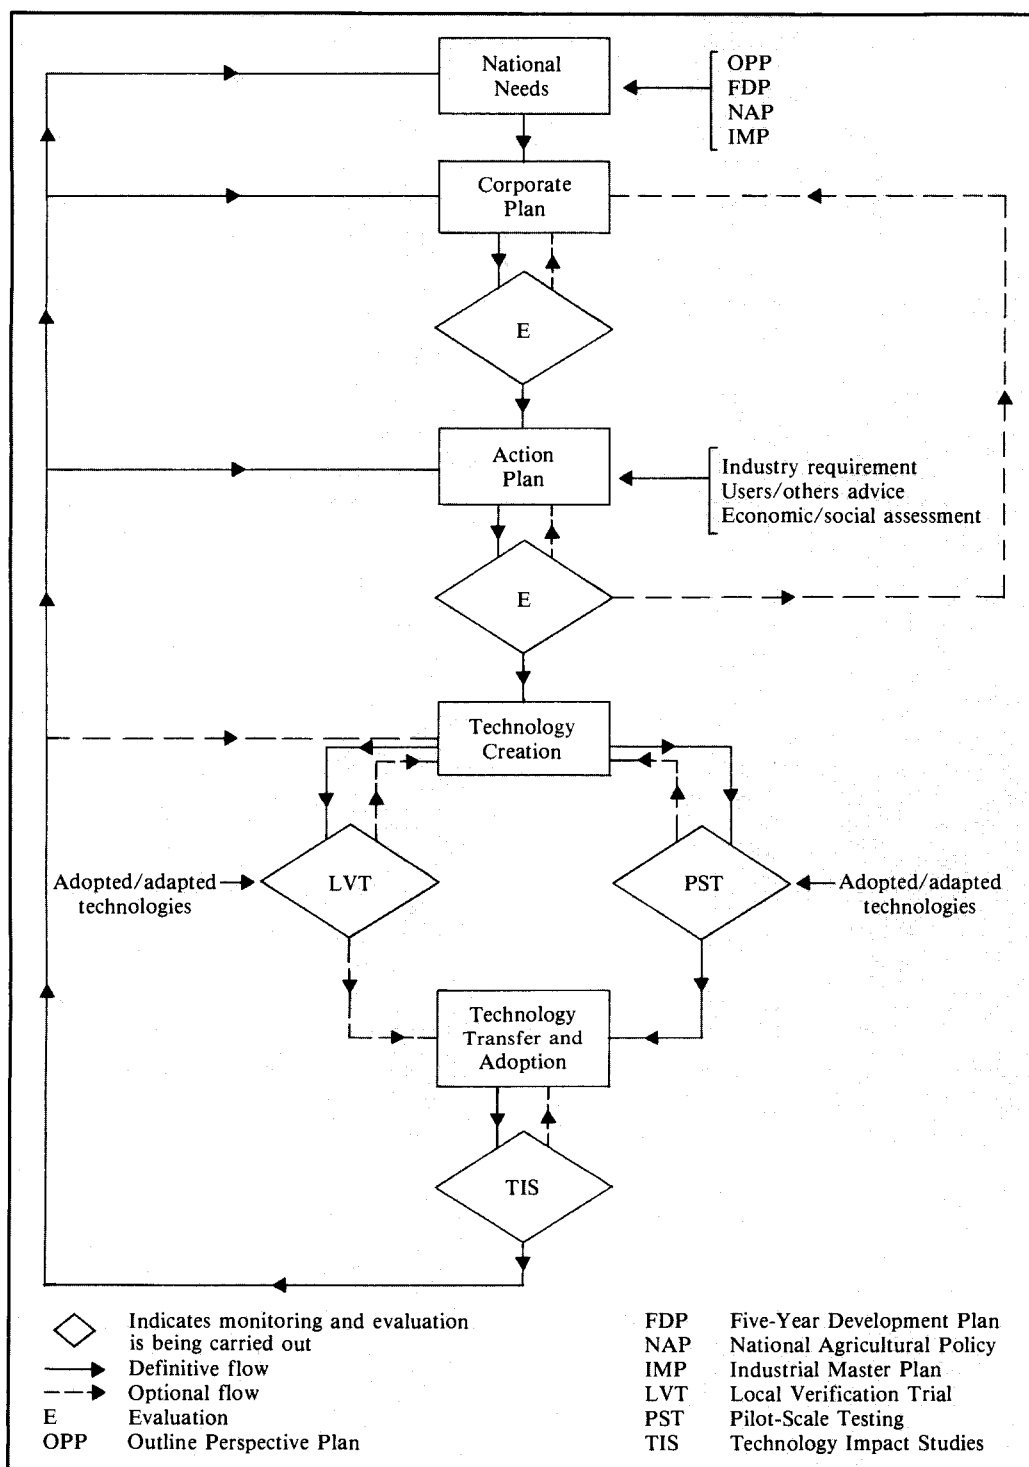 National
Needs
OPP
FDP
NAP
IMP
Corporate
Plan
E
Action
Plan
Industry requirement
Users/others advice
Economic/social assessment
E
Technology
Creation
Adopted/adapted
technologies
LVT
PST
Adopted/adapted
technologies
Technology
Transfer and
Adoption
TIS
Indicates monitoring and evaluation
is being carried out
Definitive flow
Optional flow
E Evaluation
OPP Outline Perspective Plan
FDP Five-Year Development Plan
NAP National Agricultural Policy
IMP Industrial Master Plan
LVT Local Verification Trial
PST Pilot-Scale Testing
TIS Technology Impact Studies